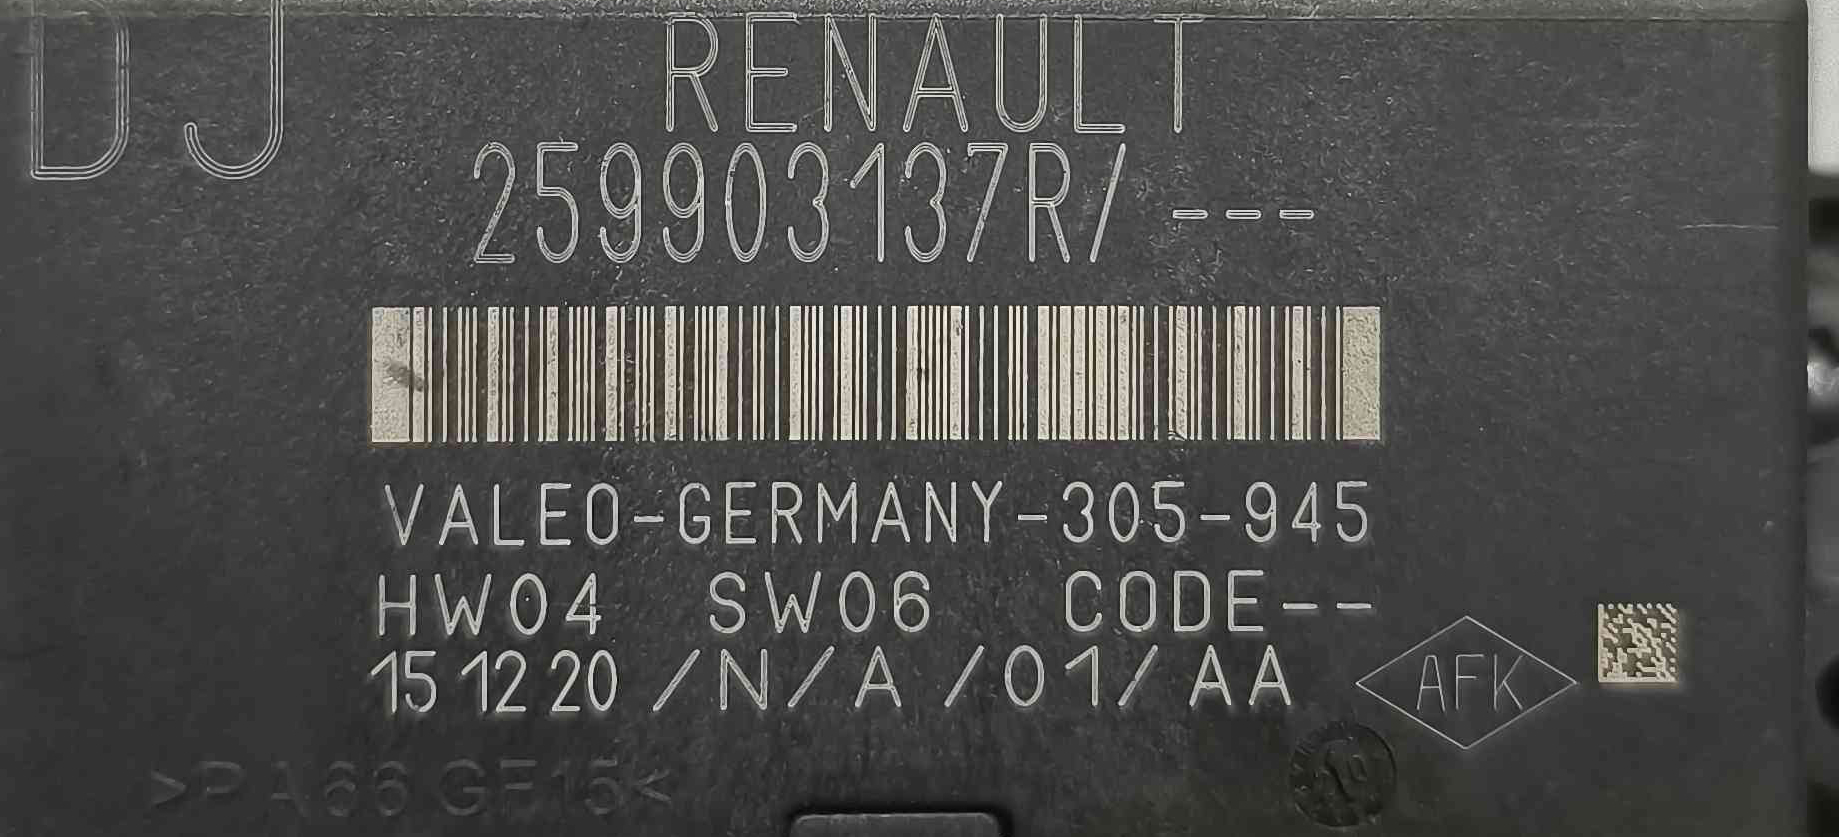 DJ
RENAULT
259903137R/ ---
VALEO-GERMANY-305-945
HW04 SW06 CODE--
15 12 20 /N/A /01/ AA
AFK
>PA66 GF15<